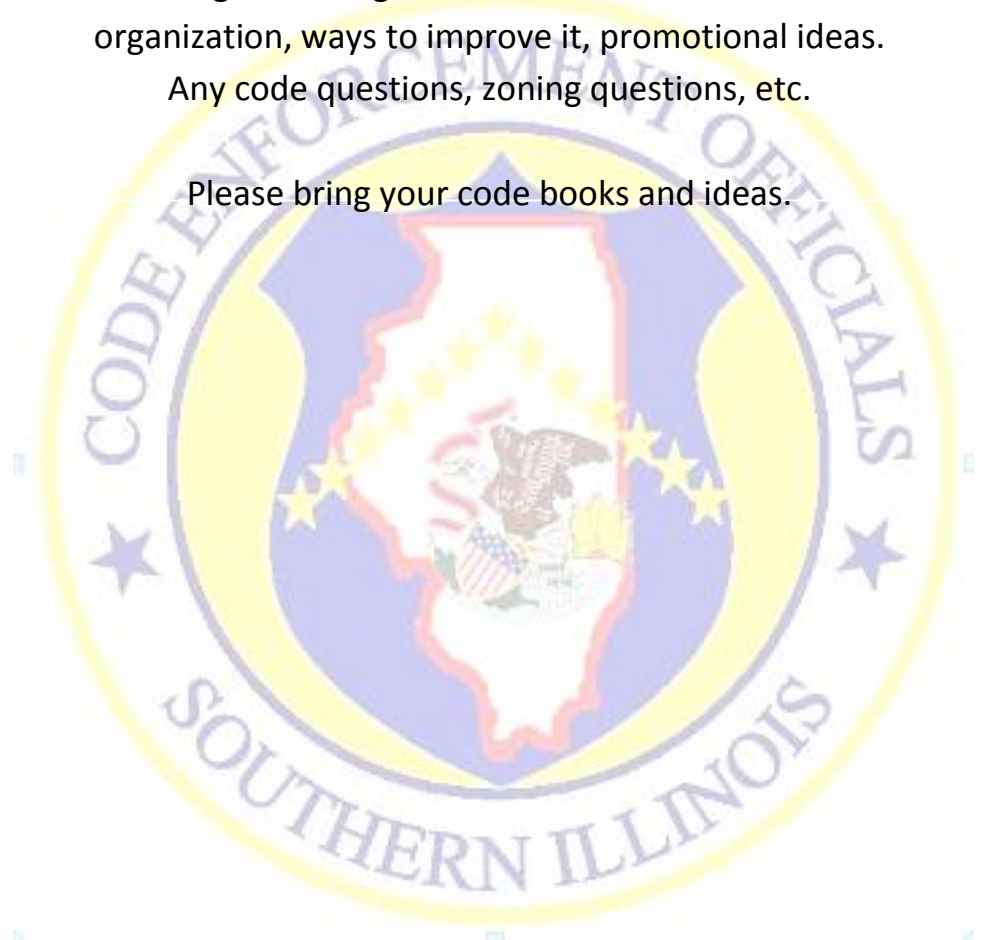 organization, ways to improve it, promotional ideas.
Any code questions, zoning questions, etc.
Please bring your code books and ideas.
CODE ENFORCEMENT OFFICIALS
SOUTHERN ILLINOIS